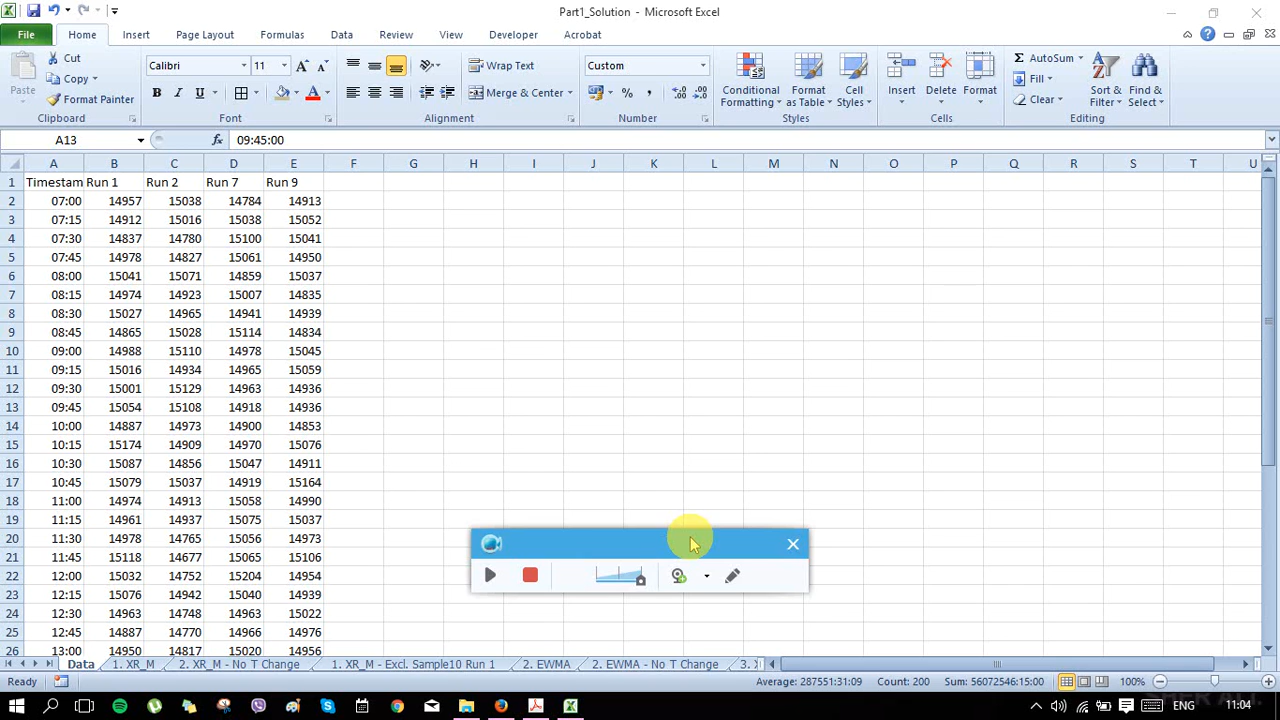 Part1_Solution - Microsoft Excel
File Home Insert Page Layout Formulas Data Review View Developer Acrobat
Paste
Cut
Copy
Format Painter
Clipboard
Calibri 11
B I U
Font
Wrap Text
Merge & Center
Alignment
Custom
Number
Conditional Formatting
Format as Table
Cell Styles
Styles
Insert Delete Format
Cells
AutoSum
Fill
Clear
Sort & Filter
Find & Select
Editing
A13 fx 09:45:00
A B C D E F G H I J K L M N O P Q R S T U
1 Timestam Run 1 Run 2 Run 7 Run 9
2 07:00 14957 15038 14784 14913
3 07:15 14912 15016 15038 15052
4 07:30 14837 14780 15100 15041
5 07:45 14978 14827 15061 14950
6 08:00 15041 15071 14859 15037
7 08:15 14974 14923 15007 14835
8 08:30 15027 14965 14941 14939
9 08:45 14865 15028 15114 14834
10 09:00 14988 15110 14978 15045
11 09:15 15016 14934 14965 15059
12 09:30 15001 15129 14963 14936
13 09:45 15054 15108 14918 14936
14 10:00 14887 14973 14900 14853
15 10:15 15174 14909 14970 15076
16 10:30 15087 14856 15047 14911
17 10:45 15079 15037 14919 15164
18 11:00 14974 14913 15058 14990
19 11:15 14961 14937 15075 15037
20 11:30 14978 14765 15056 14973
21 11:45 15118 14677 15065 15106
22 12:00 15032 14752 15204 14954
23 12:15 15076 14942 15040 14939
24 12:30 14963 14748 14963 15022
25 12:45 14887 14770 14966 14976
26 13:00 14950 14817 15020 14956
Data 1. XR_M 2. XR_M - No T Change 1. XR_M - Excl. Sample10 Run 1 2. EWMA 2. EWMA - No T Change 3.
Ready Average: 287551:31:09 Count: 200 Sum: 56072546:15:00 100%
ENG 11:04